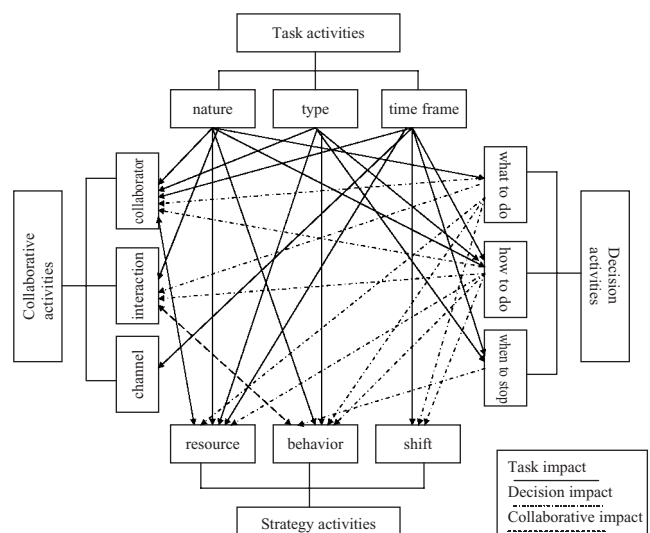 Task activities
nature
type
time frame
collaborator
interaction
channel
Collaborative
activities
what to do
how to do
when to stop
Decision
activities
resource
behavior
shift
Strategy activities
Task impact
Decision impact
Collaborative impact